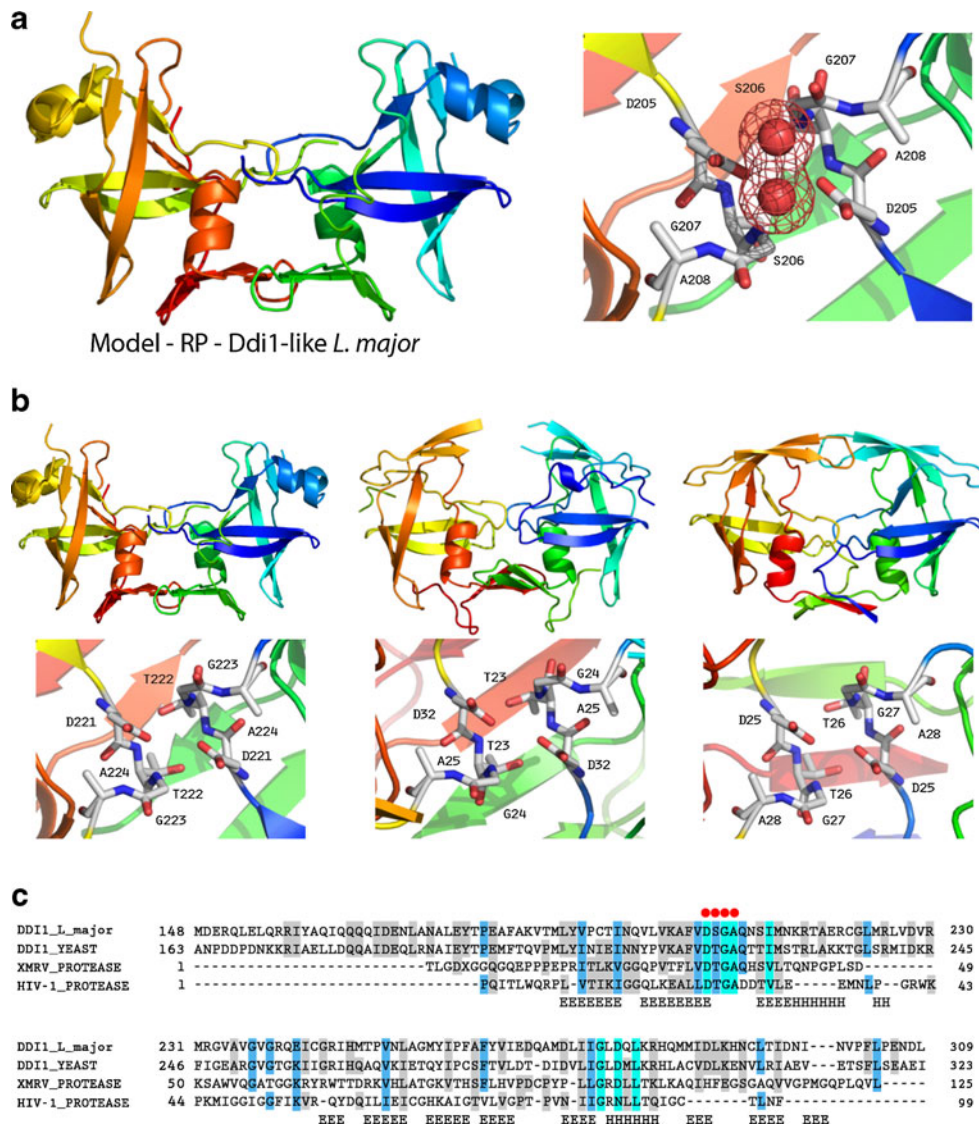 a
Model - RP - Ddi1-like L. major
D205
S206
G207
A208
G207
A208
S206
D205
b
G223
T222
D221
A224
A224
D221
T222
G223
T23
G24
A25
D32
T23
A25
D32
G24
D25
T26
G27
A28
T26
D25
A28
G27
c
DDI1_L_major 148 MDERQLELQRRIYAQIQQQQIDENLANALEYTPEAFAKVTMLYVPCTINQVLVKAFVDSGAQNSIMNKRTAERCGLMRLVDVR 230
DDI1_YEAST 163 ANPDDPDNKKRIAELLDQQAIDEQLRNAIEYTPEMFTQVPMLYINIEINNYPVKAFVDTGAQTTIMSTRLAKKTGLSRMIDKR 245
XMRV_PROTEASE 1 ---------------------------TLGDXGGQGQEPPPEPRITLKVGGQPVTFLVDTGAQHSVLTQNPGPLSD------- 49
HIV-1_PROTEASE 1 --------------------------------PQITLWQRPL-VTIKIGGQLKEALLDTGADDTVLE----EMNLP-GRWK 43
EEEEEEE EEEEEEEE EEEEHHHHHH HH
DDI1_L_major 231 MRGVAVGVGRQEICGRIHMTPVNLAGMYIPFAFYVIEDQAMDLIIGLDQLKRHQMMIDLKHNCLTIDNI---NVPFLPENDL 309
DDI1_YEAST 246 FIGEARGVGTGKIIGRIHQAQVKIETQYIPCSFTVLDT-DIDVLIGLDMLKRHLACVDLKENVLRIAEV---ETSFLSEAEI 323
XMRV_PROTEASE 50 KSAWVQGATGGKRYRWTTDRKVHLATGKVTHSFLHVPDCPYP-LLGRDLLTKLQAQIHFEGSGAQVVGPMGQPLQVL---- 125
HIV-1_PROTEASE 44 PKMIGGIGGFIKVR-QYDQILIEICGHKAIGTVLVGPT-PVN-IIGRNLLTQIGC------TLNF------- 99
EEE EEEEE EEEEE EEEE EEEE HHHHHH EEE EEEE EEE